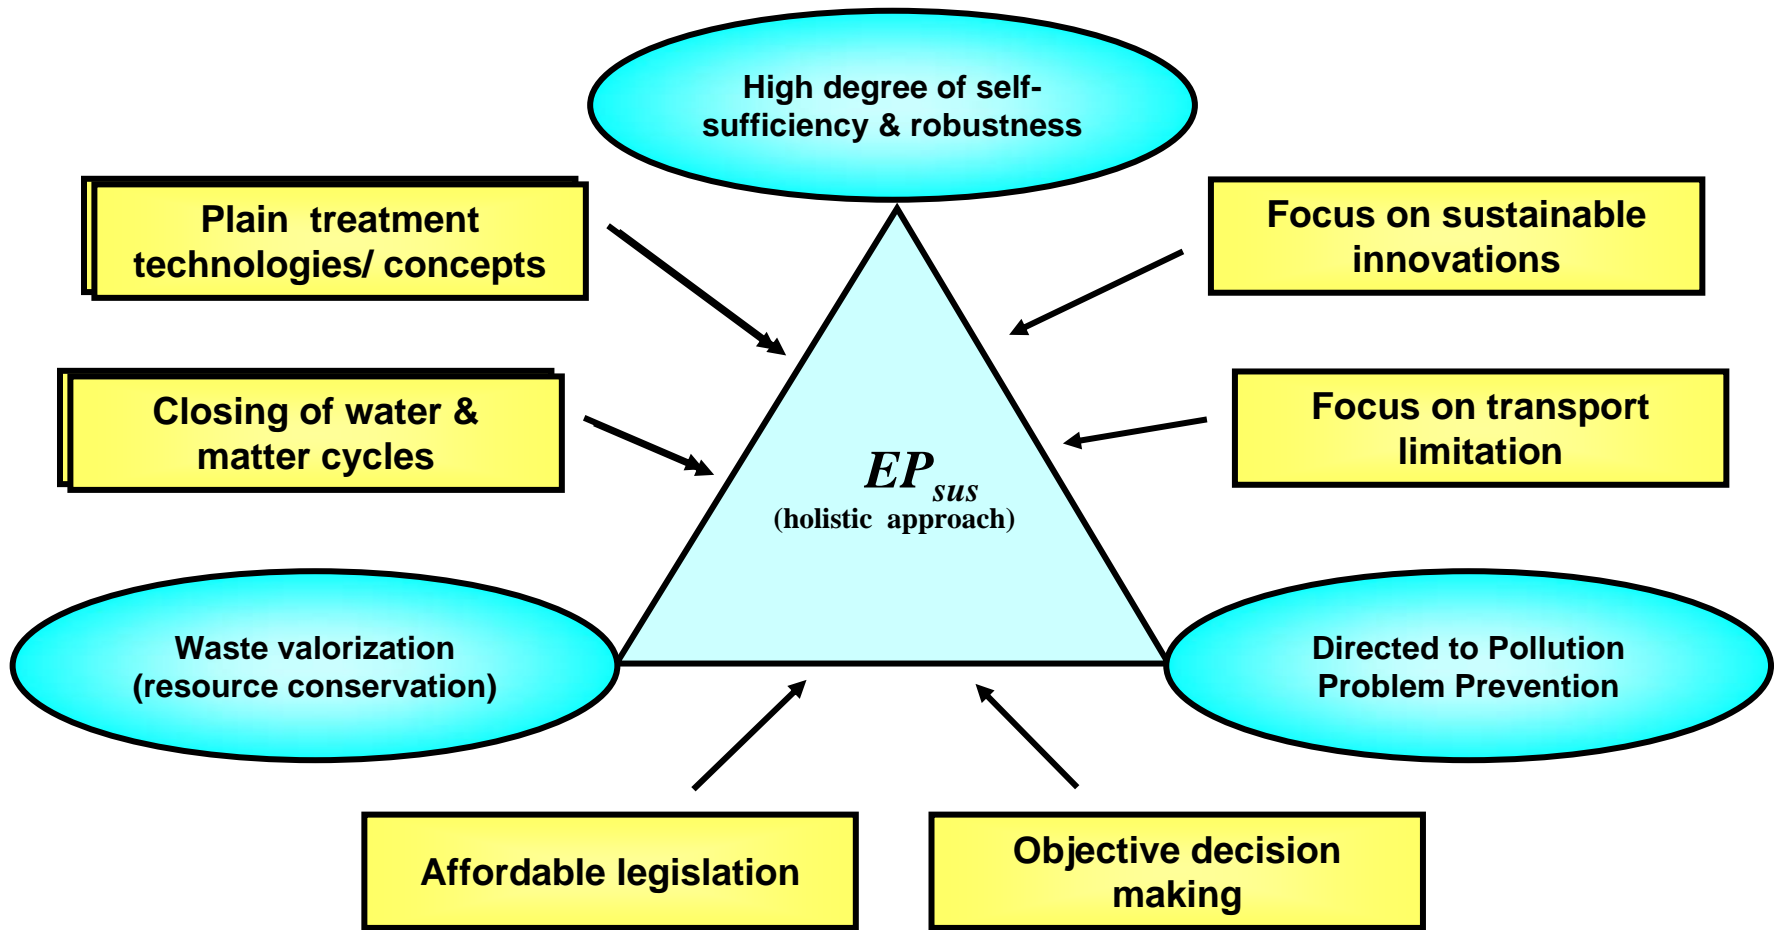 High degree of self-
sufficiency & robustness
Plain treatment
technologies/ concepts
Focus on sustainable
innovations
Closing of water &
matter cycles
Focus on transport
limitation
EPsus
(holistic approach)
Waste valorization
(resource conservation)
Directed to Pollution
Problem Prevention
Affordable legislation
Objective decision
making